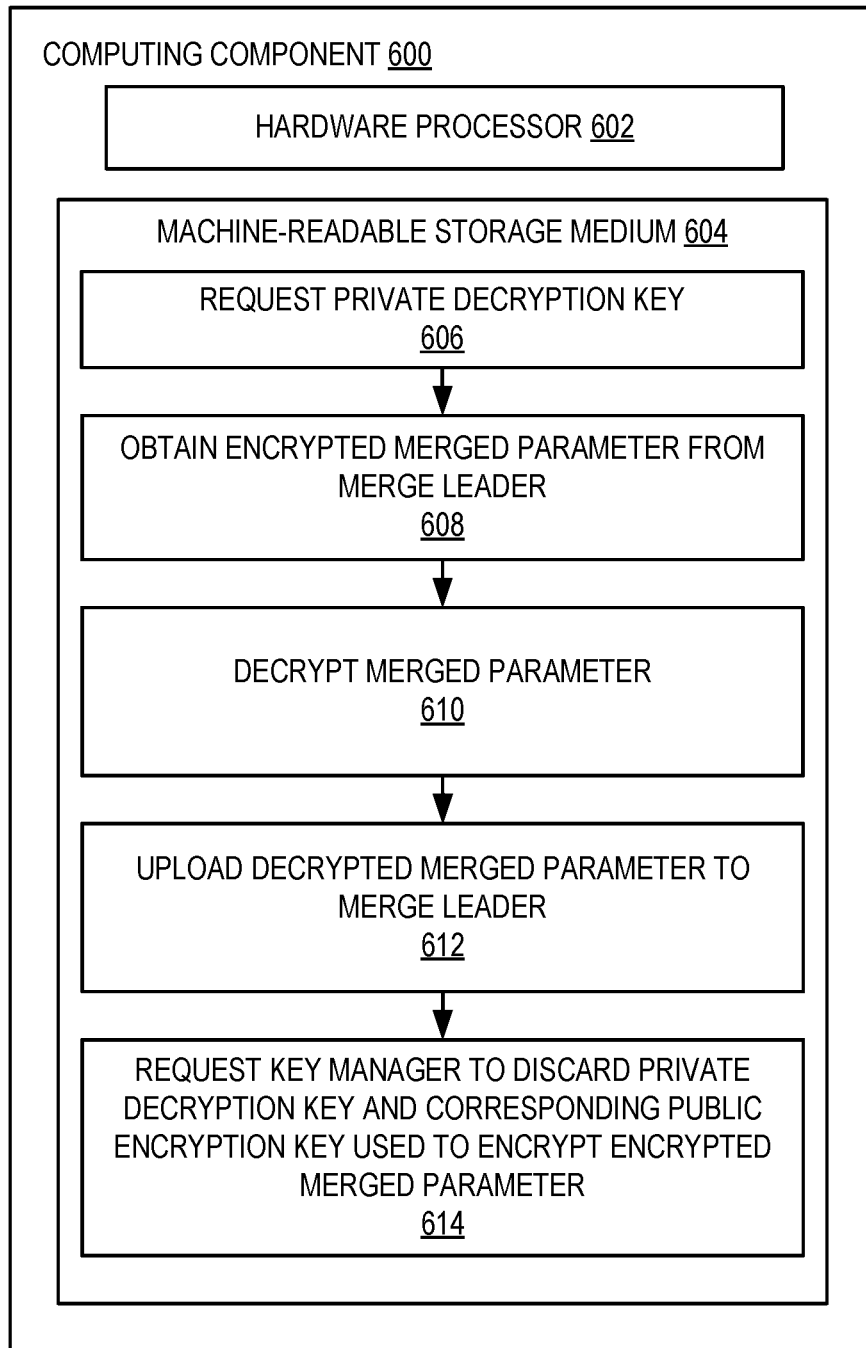 COMPUTING COMPONENT 600
HARDWARE PROCESSOR 602
MACHINE-READABLE STORAGE MEDIUM 604
REQUEST PRIVATE DECRYPTION KEY
606
OBTAIN ENCRYPTED MERGED PARAMETER FROM
MERGE LEADER
608
DECRYPT MERGED PARAMETER
610
UPLOAD DECRYPTED MERGED PARAMETER TO
MERGE LEADER
612
REQUEST KEY MANAGER TO DISCARD PRIVATE
DECRYPTION KEY AND CORRESPONDING PUBLIC
ENCRYPTION KEY USED TO ENCRYPT ENCRYPTED
MERGED PARAMETER
614